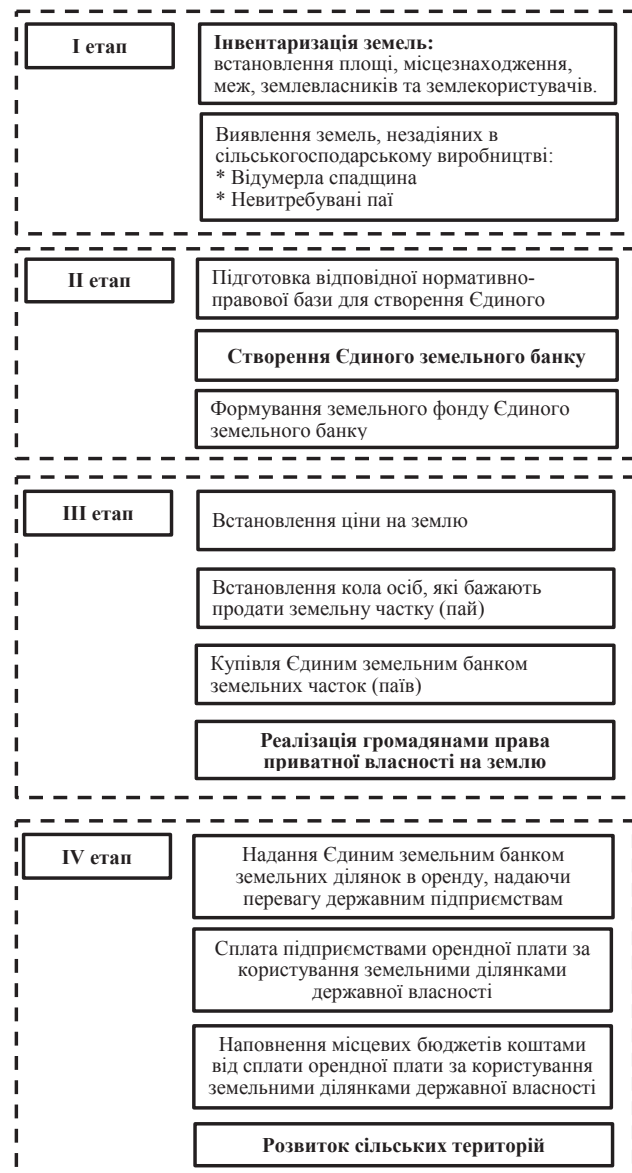 І етап
Інвентаризація земель:
встановлення площі, місцезнаходження,
меж, землевласників та землекористувачів.
Виявлення земель, незадіяних в
сільськогосподарському виробництві:
* Відумерла спадщина
* Невитребувані паї
ІІ етап
Підготовка відповідної нормативно-
правової бази для створення Єдиного
Створення Єдиного земельного банку
Формування земельного фонду Єдиного
земельного банку
ІІІ етап
Встановлення ціни на землю
Встановлення кола осіб, які бажають
продати земельну частку (пай)
Купівля Єдиним земельним банком
земельних часток (паїв)
Реалізація громадянами права
приватної власності на землю
IV етап
Надання Єдиним земельним банком
земельних ділянок в оренду, надаючи
перевагу державним підприємствам
Сплата підприємствами орендної плати за
користування земельними ділянками
державної власності
Наповнення місцевих бюджетів коштами
від сплати орендної плати за користування
земельними ділянками державної власності
Розвиток сільських територій